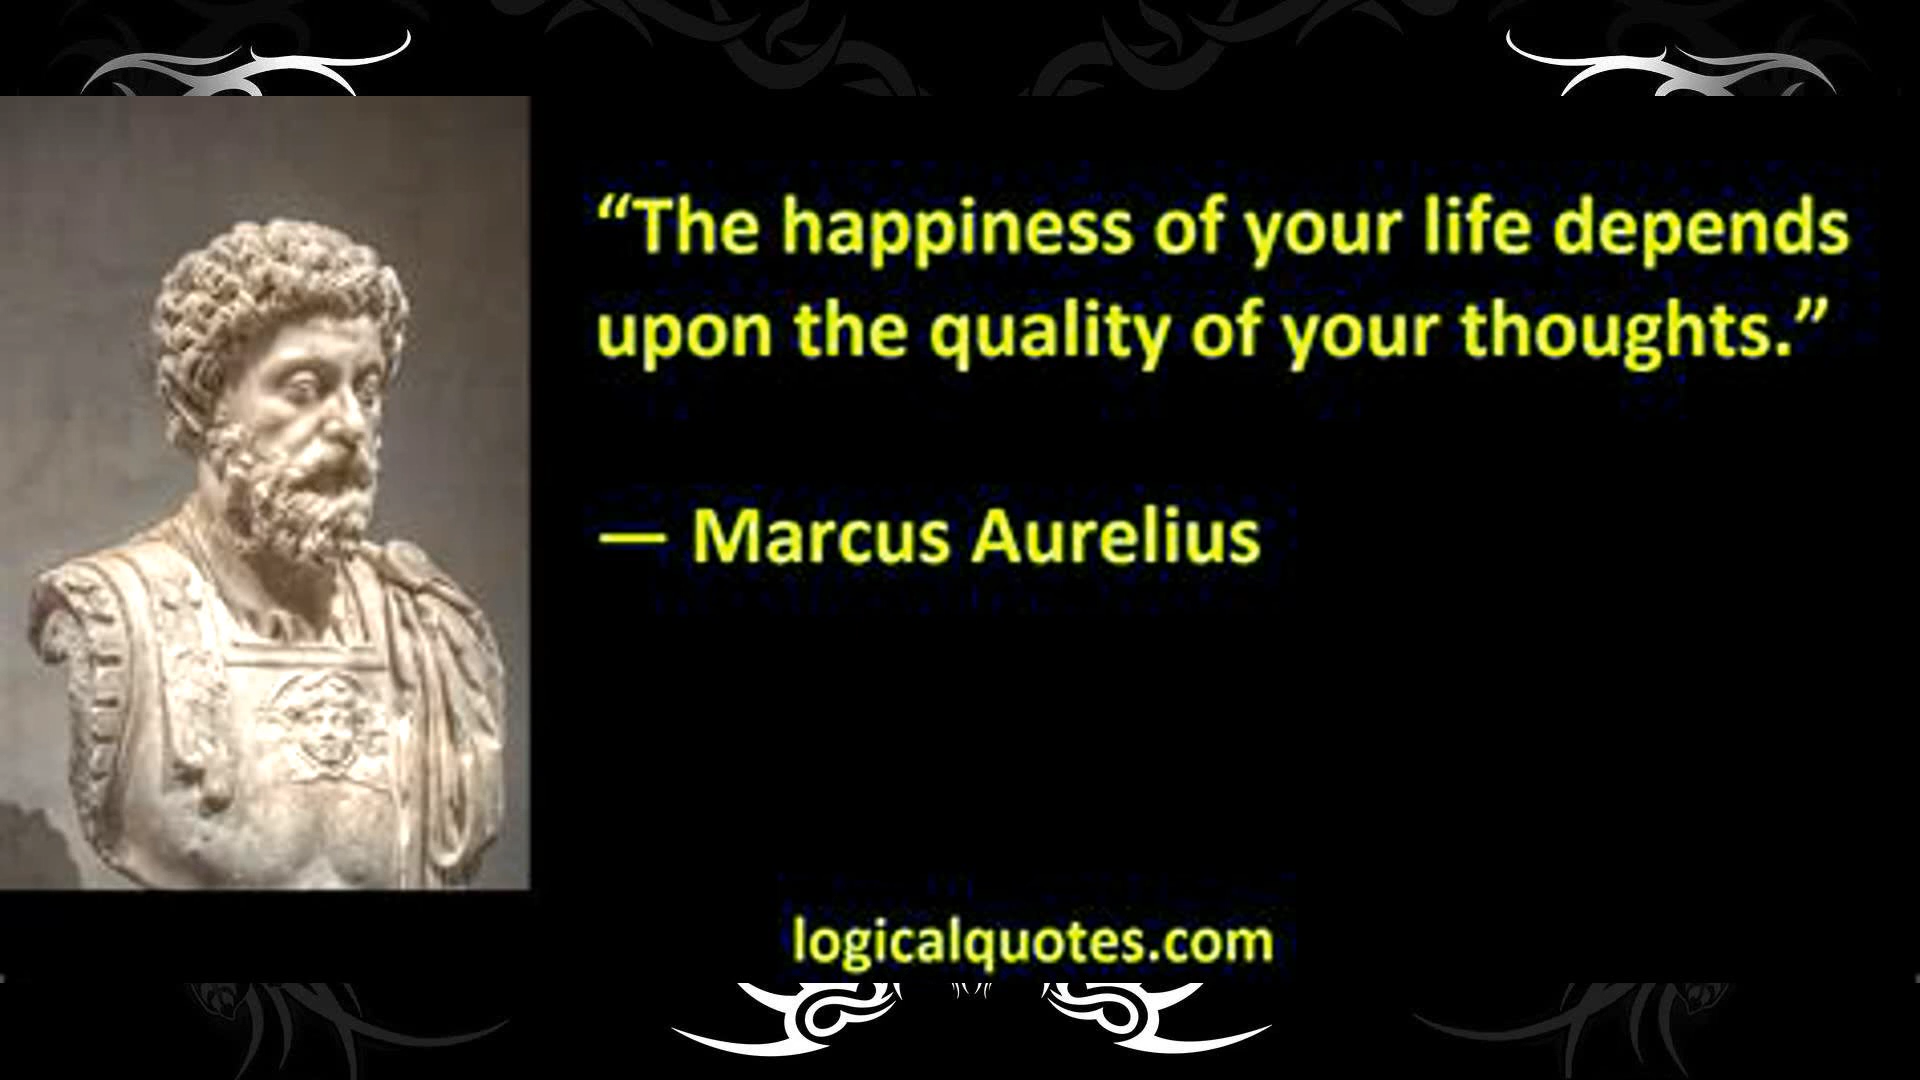 “The happiness of your life depends
upon the quality of your thoughts.”
— Marcus Aurelius
logicalquotes.com